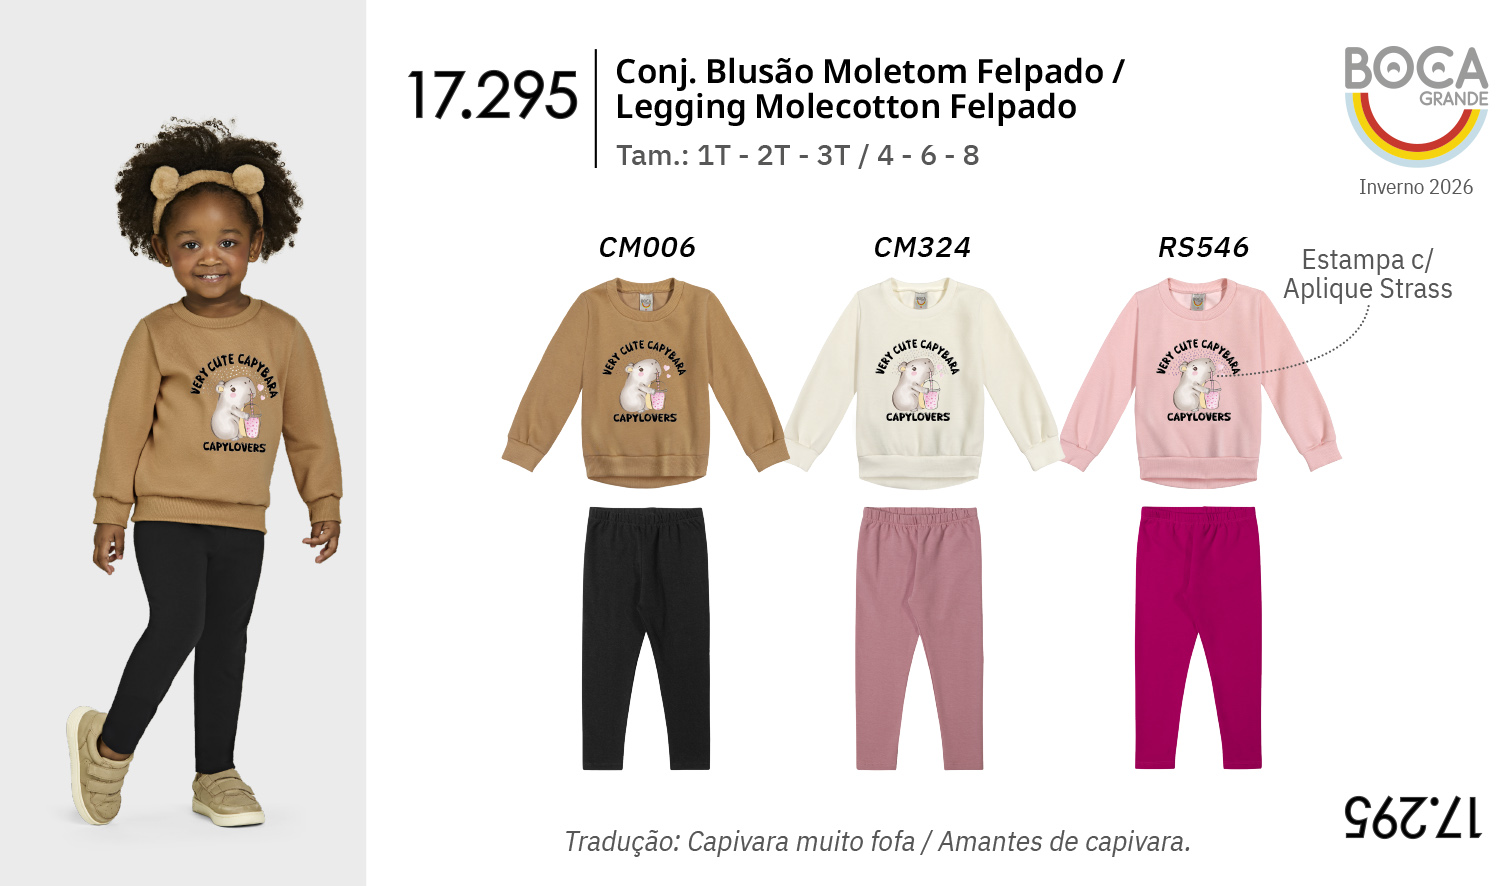 17.295
Conj. Blusão Moletom Felpado /
Legging Molecotton Felpado
Tam.: 1T - 2T - 3T / 4 - 6 - 8
BOCA
GRANDE
Inverno 2026
CM006
CM324
RS546
Estampa c/
Aplique Strass
VERY CUTE CAPYBARA
CAPYLOVERS
VERY CUTE CAPYBARA
CAPYLOVERS
VERY CUTE CAPYBARA
CAPYLOVERS
VERY CUTE CAPYBARA
CAPYLOVERS
Tradução: Capivara muito fofa / Amantes de capivara.
17.295